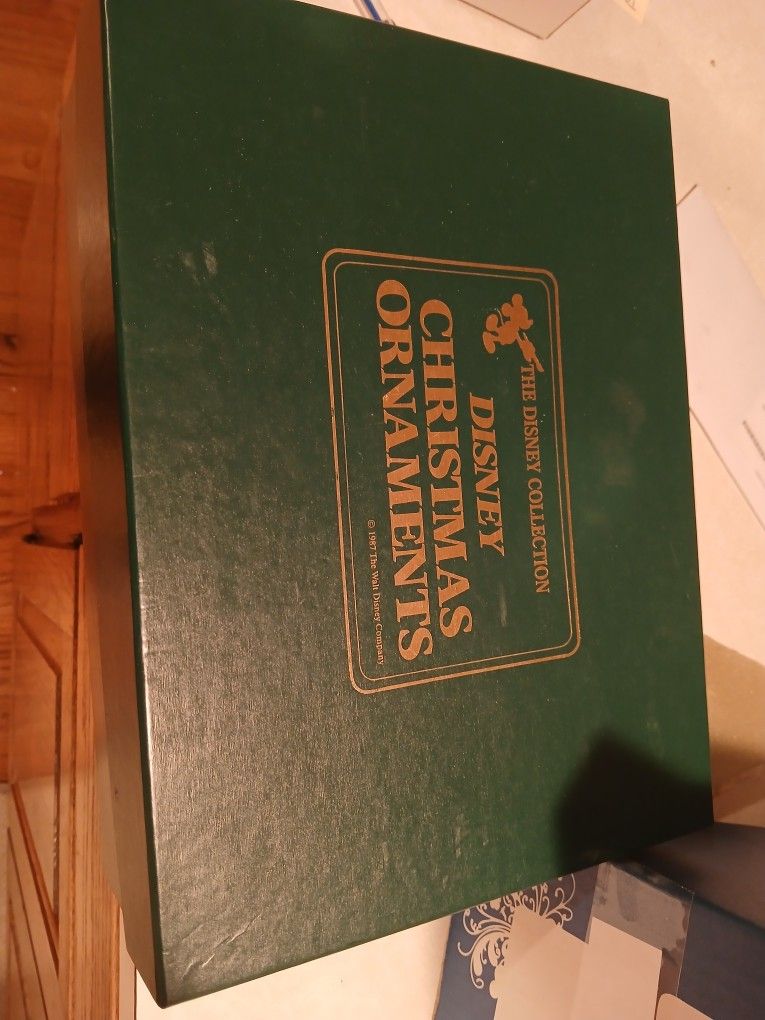 THE DISNEY COLLECTION
DISNEY
CHRISTMAS
ORNAMENTS
© 1987 The Walt Disney Company